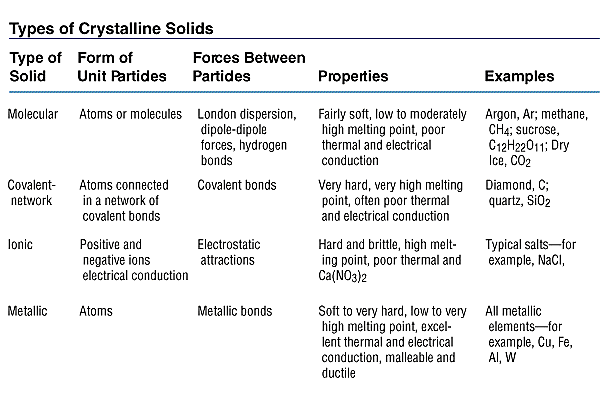 Types of Crystalline Solids
Type of Solid Form of Unit Partides Forces Between Partides Properties Examples
Molecular Atoms or molecules London dispersion, Fairly soft, low to moderately Argon, Ar; methane,
dipole-dipole high melting point, poor CH4; sucrose,
forces, hydrogen thermal and electrical C12H22O11; Dry
bonds conduction Ice, CO2
Covalent- Atoms connected Covalent bonds Very hard, very high melting Diamond, C;
network in a network of point, often poor thermal quartz, SiO2
covalent bonds and electrical conduction
Ionic Positive and Electrostatic Hard and brittle, high melt- Typical salts—for
negative ions attractions ing point, poor thermal and example, NaCl,
electrical conduction Ca(NO3)2
Metallic Atoms Metallic bonds Soft to very hard, low to very All metallic
high melting point, excel- elements—for
lent thermal and electrical example, Cu, Fe,
conduction, malleable and Al, W
ductile